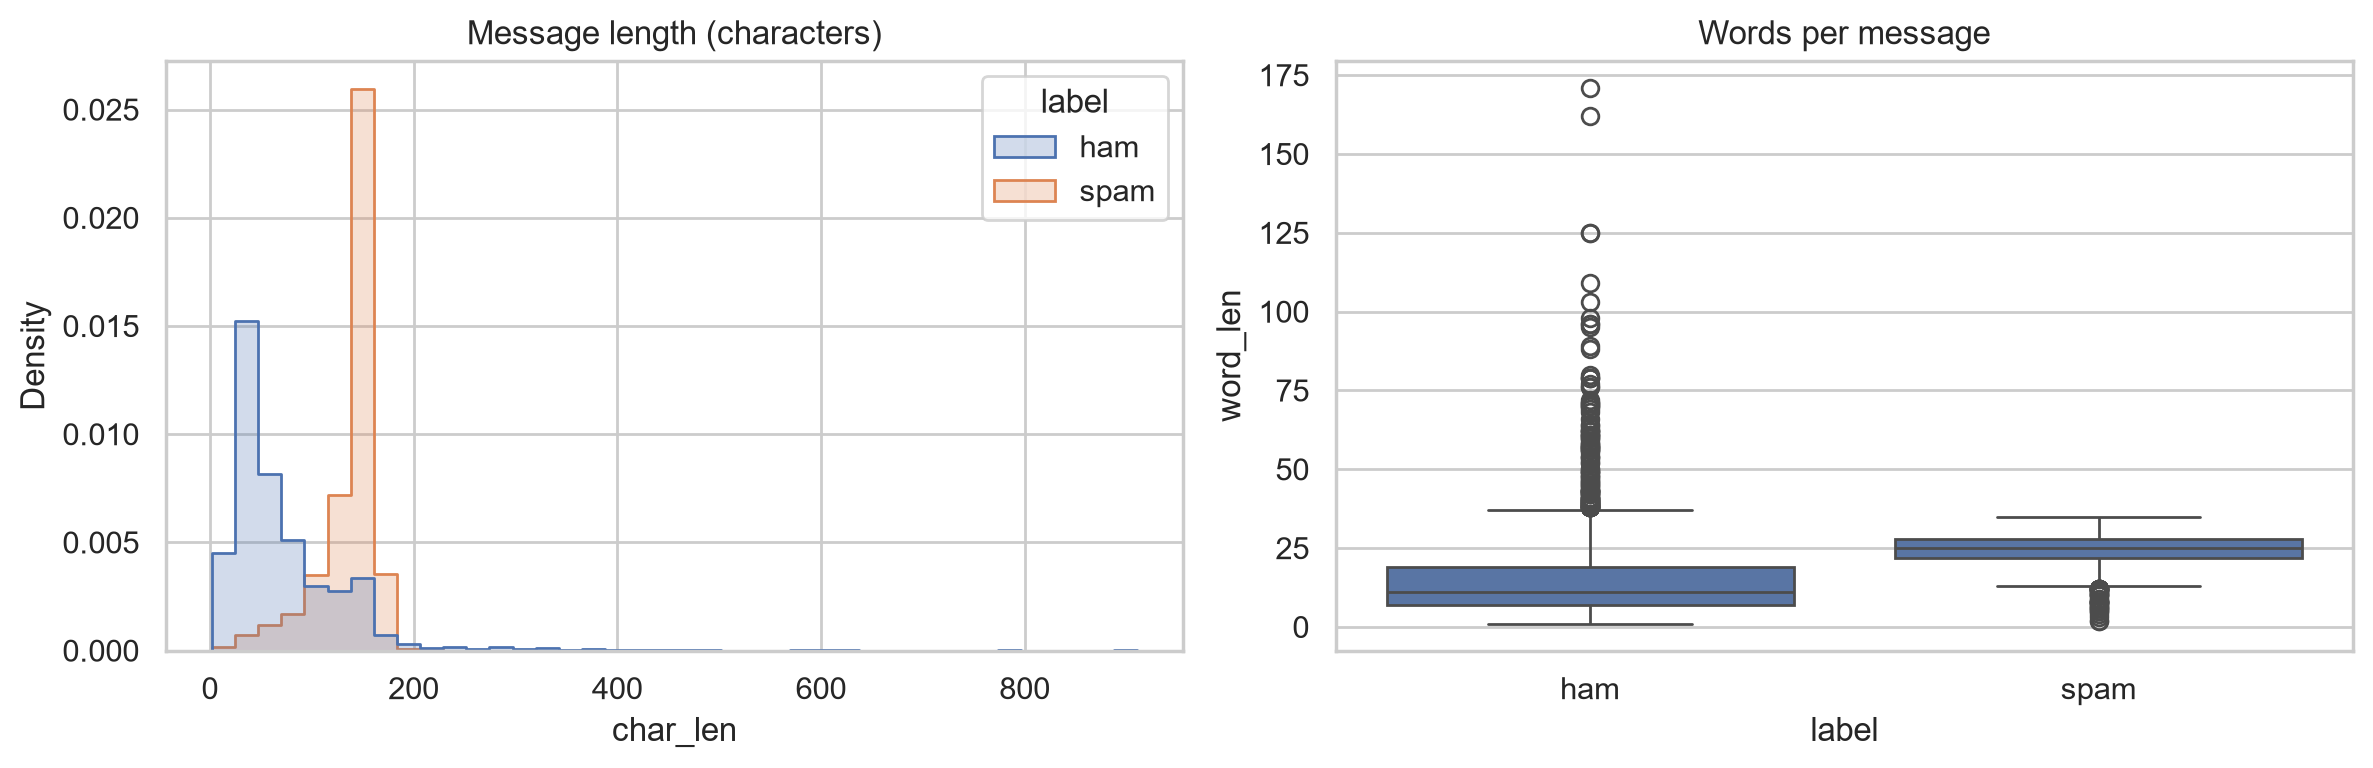 Message length (characters)
Density
0.025
0.020
0.015
0.010
0.005
0.000
0 200 400 600 800
char_len
label
ham
spam
Words per message
word_len
175
150
125
100
75
50
25
0
ham spam
label